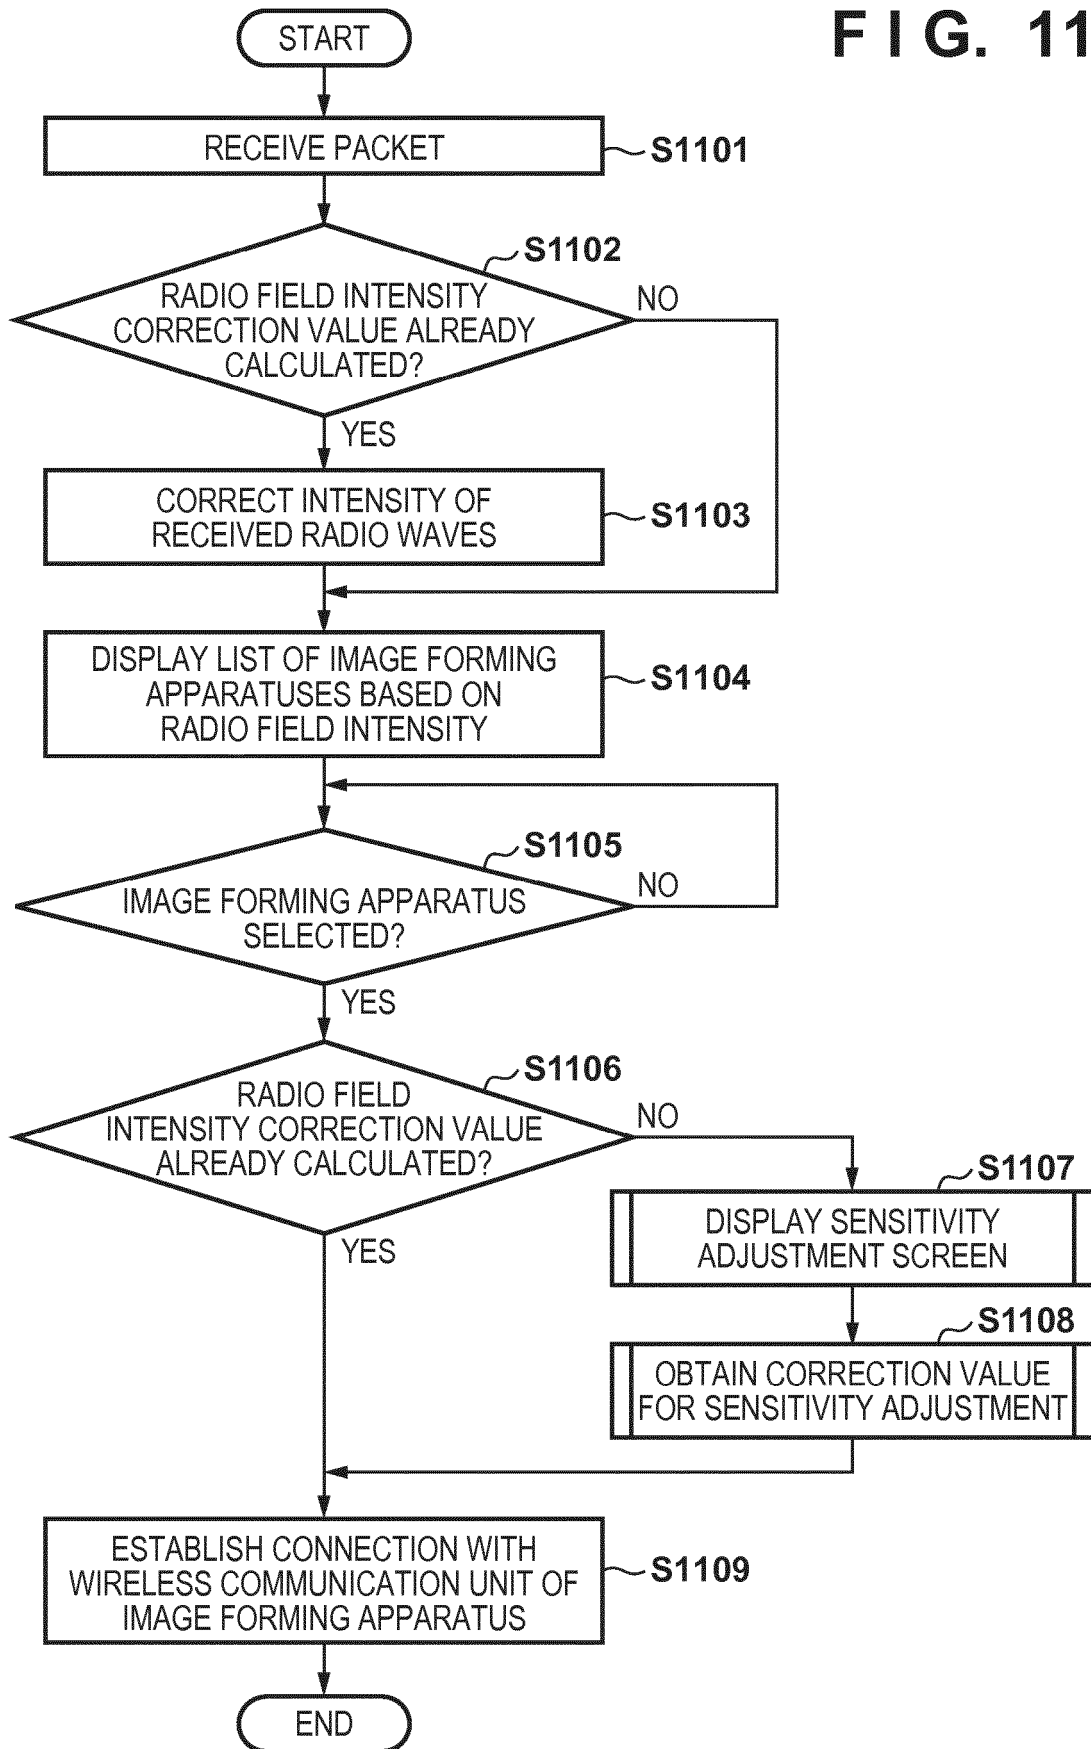 FIG. 11
START
RECEIVE PACKET
S1101
S1102
RADIO FIELD INTENSITY
CORRECTION VALUE ALREADY
CALCULATED?
NO
YES
CORRECT INTENSITY OF
RECEIVED RADIO WAVES
S1103
DISPLAY LIST OF IMAGE FORMING
APPARATUSES BASED ON
RADIO FIELD INTENSITY
S1104
S1105
IMAGE FORMING APPARATUS
SELECTED?
NO
YES
S1106
RADIO FIELD
INTENSITY CORRECTION VALUE
ALREADY CALCULATED?
NO
YES
S1107
DISPLAY SENSITIVITY
ADJUSTMENT SCREEN
S1108
OBTAIN CORRECTION VALUE
FOR SENSITIVITY ADJUSTMENT
ESTABLISH CONNECTION WITH
WIRELESS COMMUNICATION UNIT OF
IMAGE FORMING APPARATUS
S1109
END